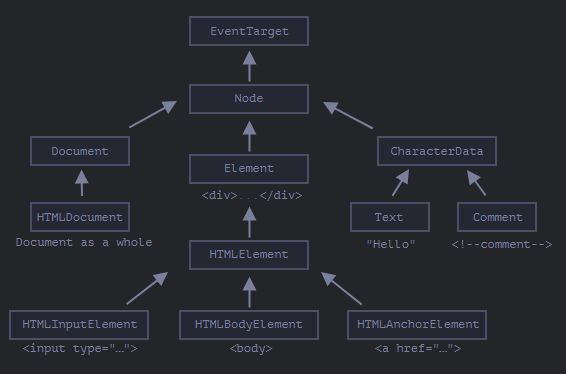 EventTarget
Node
Document
Element
CharacterData
<div>...</div>
HTMLDocument
Text
Comment
Document as a whole
"Hello"
<!--comment-->
HTMLElement
HTMLInputElement
HTMLBodyElement
HTMLAnchorElement
<input type="…">
<body>
<a href="…">